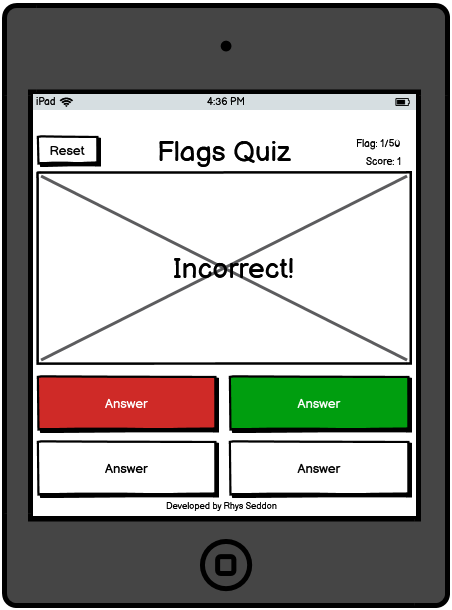 iPad 4:36 PM
Reset
Flags Quiz
Flag: 1/50
Score: 1
Incorrect!
Answer Answer
Answer Answer
Developed by Rhys Seddon